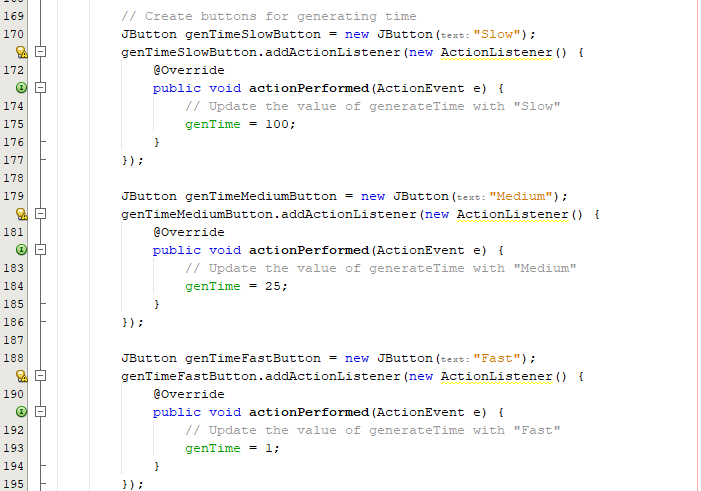 169 // Create buttons for generating time
170 JButton genTimeSlowButton = new JButton(text: "Slow");
genTimeSlowButton.addActionListener(new ActionListener() {
172 @Override
public void actionPerformed(ActionEvent e) {
174 // Update the value of generateTime with "Slow"
175 genTime = 100;
176 }
177 });
178
179 JButton genTimeMediumButton = new JButton(text: "Medium");
genTimeMediumButton.addActionListener(new ActionListener() {
181 @Override
public void actionPerformed(ActionEvent e) {
183 // Update the value of generateTime with "Medium"
184 genTime = 25;
185 }
186 });
187
188 JButton genTimeFastButton = new JButton(text: "Fast");
genTimeFastButton.addActionListener(new ActionListener() {
190 @Override
public void actionPerformed(ActionEvent e) {
192 // Update the value of generateTime with "Fast"
193 genTime = 1;
194 }
195 });